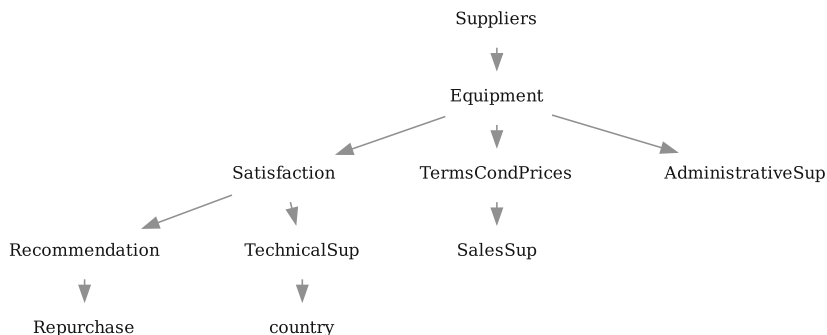 Suppliers
Equipment
Satisfaction TermsCondPrices AdministrativeSup
Recommendation TechnicalSup SalesSup
Repurchase country